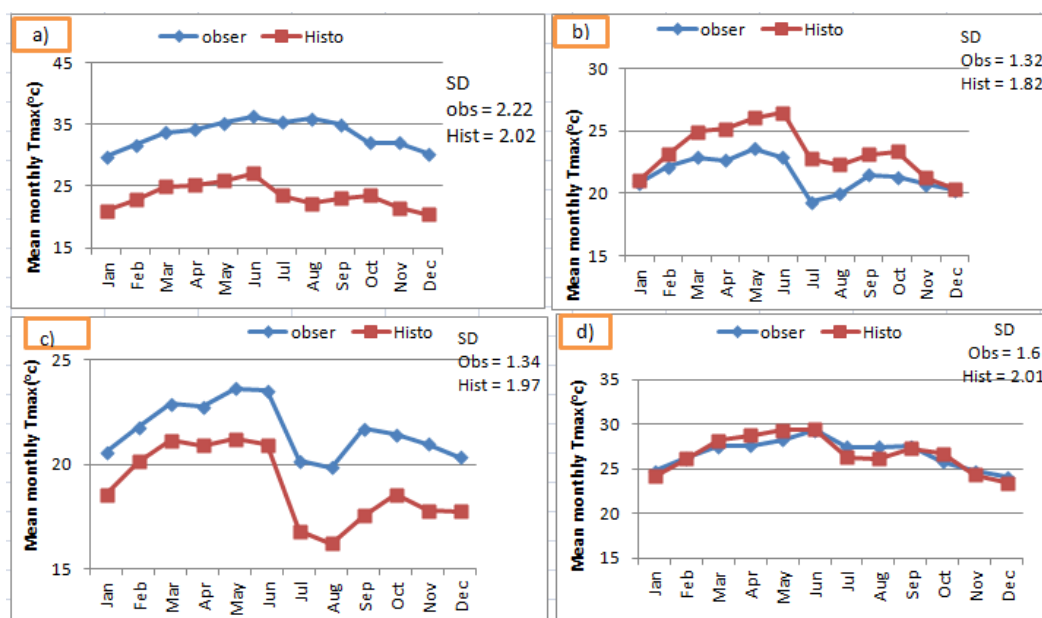 a)
obser
Histo
Mean monthly Tmax(°c)
45
35
25
15
SD
obs = 2.22
Hist = 2.02
Jan
Feb
Mar
Apr
May
Jun
Jul
Aug
Sep
Oct
Nov
Dec
b)
obser
Histo
SD
Obs = 1.32
Hist = 1.82
Mean monthly Tmax(°c)
30
25
20
15
Jan
Feb
Mar
Apr
May
Jun
Jul
Aug
Sep
Oct
Nov
Dec
c)
obser
Histo
SD
Obs = 1.34
Hist = 1.97
Mean monthly Tmax(°c)
25
20
15
Jan
Feb
Mar
Apr
May
Jun
Jul
Aug
Sep
Oct
Nov
Dec
d)
obser
Histo
SD
Obs = 1.6
Hist = 2.01
Mean monthly Tmax(°c)
35
30
25
20
15
Jan
Feb
Mar
Apr
May
Jun
Jul
Aug
Sep
Oct
Nov
Dec